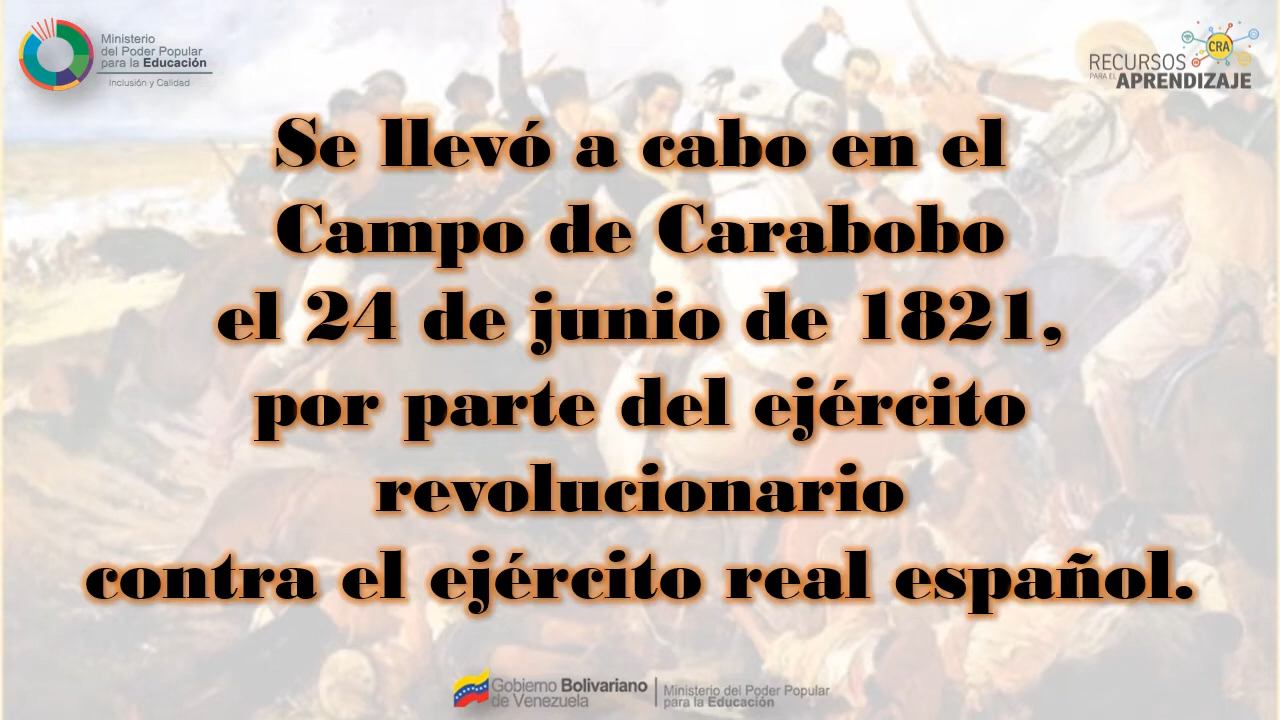 Ministerio
del Poder Popular
para la Educación
Inclusión y Calidad
CRA
RECURSOS
PARA EL APRENDIZAJE
Se llevó a cabo en el
Campo de Carabobo
el 24 de junio de 1821,
por parte del ejército
revolucionario
contra el ejército real español.
Gobierno Bolivariano
de Venezuela
Ministerio del Poder Popular
para la Educación